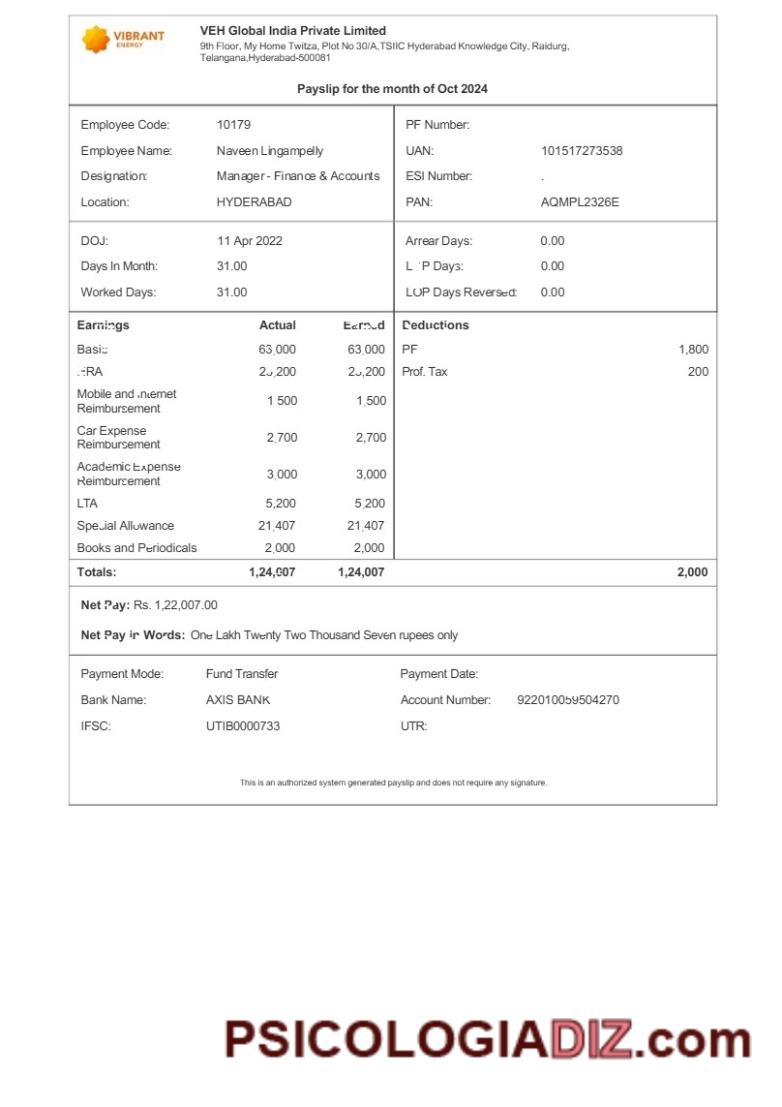 VIBRANT
ENERGY
VEH Global India Private Limited
9th Floor, My Home Twitza, Plot No 30/A,TSIIC Hyderabad Knowledge City, Raidurg,
Telangana,Hyderabad-500081
Payslip for the month of Oct 2024
Employee Code: 10179 PF Number:
Employee Name: Naveen Lingampelly UAN: 101517273538
Designation: Manager - Finance & Accounts ESI Number: .
Location: HYDERABAD PAN: AQMPL2326E
DOJ: 11 Apr 2022 Arrear Days: 0.00
Days In Month: 31.00 Days: 0.00
Worked Days: 31.00 LOP Days Reversed: 0.00
Earnings Actual Earned Deductions
Basic 63,000 63,000 PF 1,800
Prof. Tax 200
Mobile and Internet 1 500 1,500
Reimbursement
Car Expense 2,700 2,700
Reimbursement
Academic Expense 3,000 3,000
Reimbursement
LTA 5,200 5,200
Special Allowance 21,407 21,407
Books and Periodicals 2,000 2,000
Totals: 1,24,007 1,24,007 2,000
Net Pay: Rs. 1,22,007.00
Net Pay in Words: One Lakh Twenty Two Thousand Seven rupees only
Payment Mode: Fund Transfer Payment Date:
Bank Name: AXIS BANK Account Number: 922010059504270
IFSC: UTIB0000733 UTR:
This is an authorized system generated payslip and does not require any signature.
PSICOLOGIADIZ.com